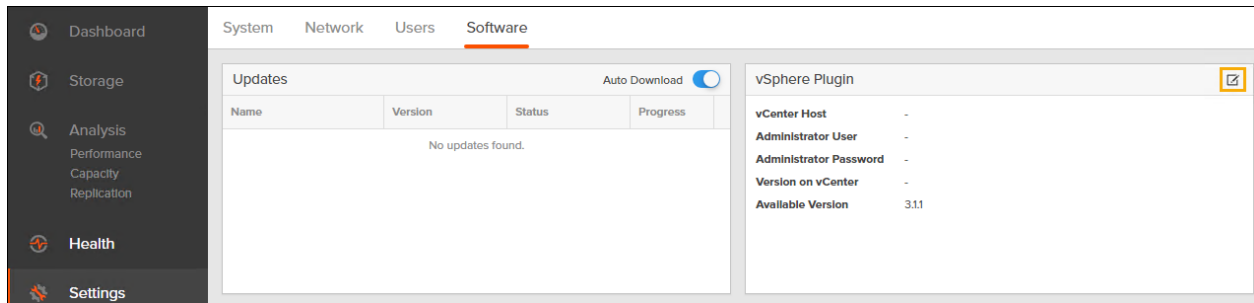 Dashboard
Storage
Analysis
Performance
Capacity
Replication
Health
Settings
System Network Users Software
Updates Auto Download
Name Version Status Progress
No updates found.
vSphere Plugin
vCenter Host -
Administrator User -
Administrator Password -
Version on vCenter -
Available Version 3.1.1